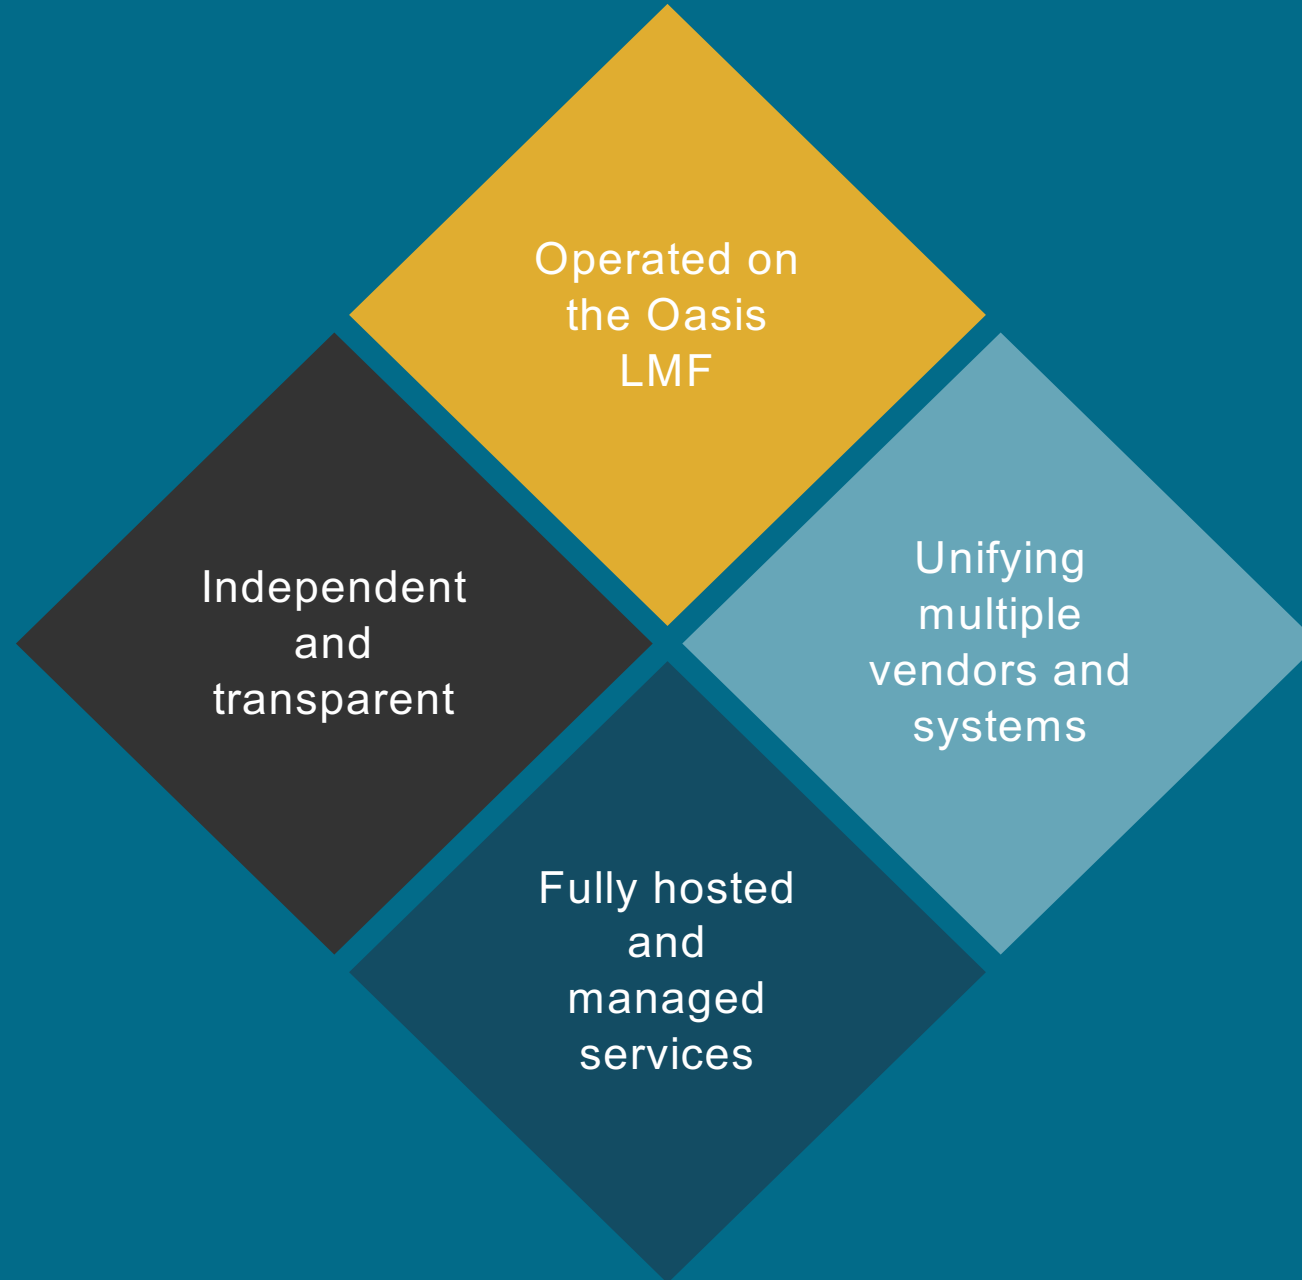 Operated on
the Oasis
LMF
Independent
and
transparent
Unifying
multiple
vendors and
systems
Fully hosted
and
managed
services